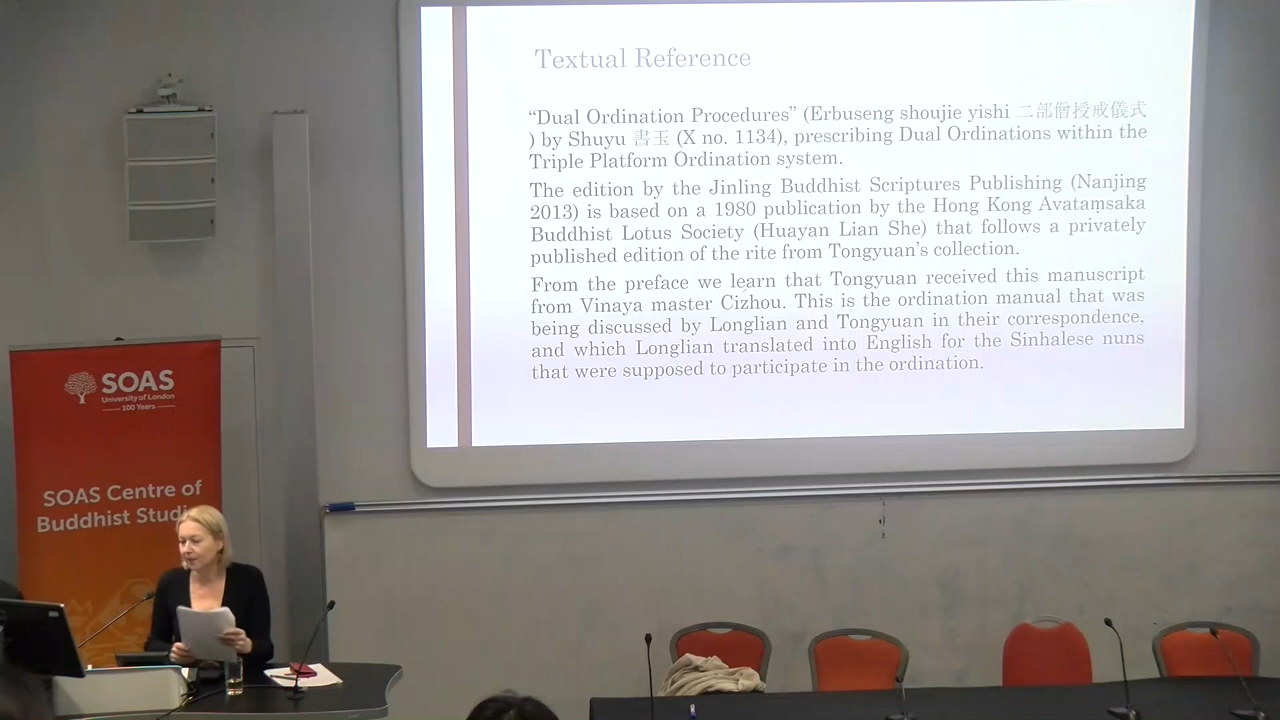 Textual Reference
“Dual Ordination Procedures” (Erbuseng shoujie yishi 二部僧授戒儀式
) by Shuyu 書玉 (X no. 1134), prescribing Dual Ordinations within the
Triple Platform Ordination system.
The edition by the Jinling Buddhist Scriptures Publishing (Nanjing
2013) is based on a 1980 publication by the Hong Kong Avataṃsaka
Buddhist Lotus Society (Huayan Lian She) that follows a privately
published edition of the rite from Tongyuan’s collection.
From the preface we learn that Tongyuan received this manuscript
from Vinaya master Cizhou. This is the ordination manual that was
being discussed by Longlian and Tongyuan in their correspondence,
and which Longlian translated into English for the Sinhalese nuns
that were supposed to participate in the ordination.
SOAS
University of London
100 Years
SOAS Centre of
Buddhist